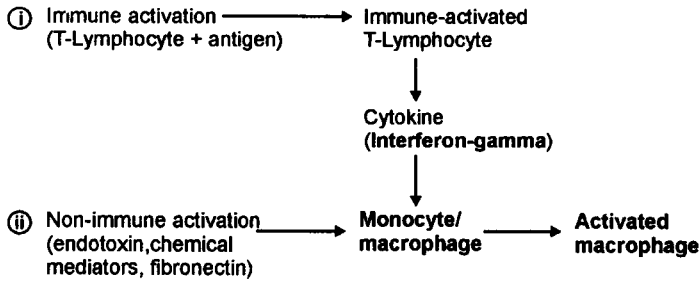 ⓘ Immune activation
(T-Lymphocyte + antigen)
Immune-activated
T-Lymphocyte
Cytokine
(Interferon-gamma)
ⓘⓘ Non-immune activation
(endotoxin,chemical
mediators, fibronectin)
Monocyte/
macrophage
Activated
macrophage